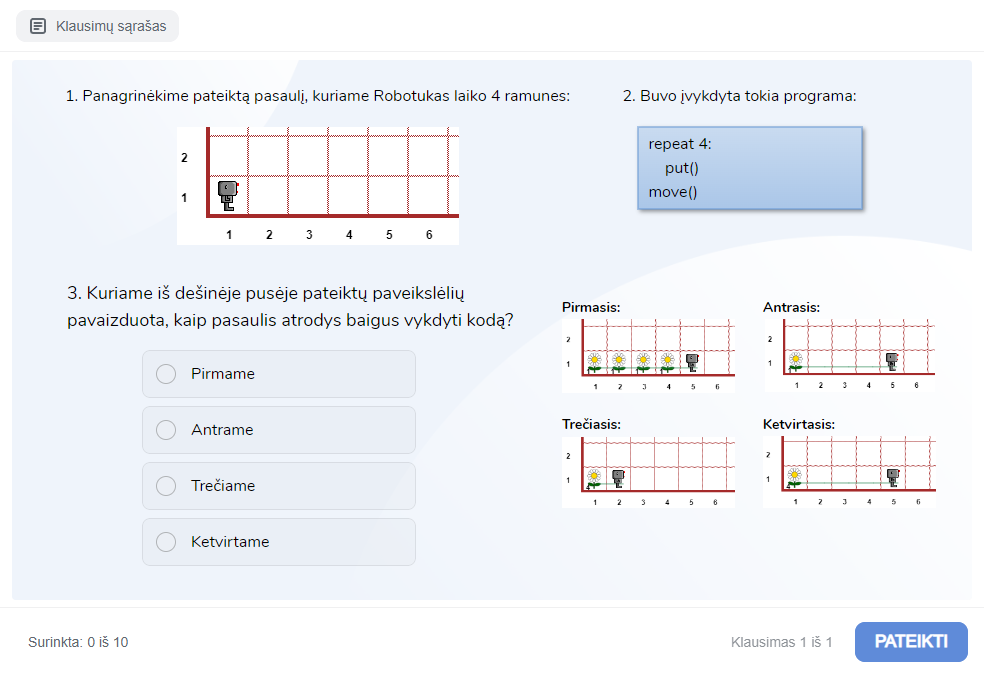 Klausimų sąrašas
1. Panagrinėkime pateiktą pasaulį, kuriame Robotukas laiko 4 ramunes:
2. Buvo įvykdyta tokia programa:
2
1
1 2 3 4 5 6
repeat 4:
put()
move()
3. Kuriame iš dešinėje pusėje pateiktų paveikslėlių
pavaizduota, kaip pasaulis atrodys baigus vykdyti kodą?
Pirmame
Antrame
Trečiame
Ketvirtame
Pirmasis:
2
1
1 2 3 4 5 6
Antrasis:
2
1
1 2 3 4 5 6
Trečiasis:
2
1
4
1 2 3 4 5 6
Ketvirtasis:
2
1
4
1 2 3 4 5 6
Surinkta: 0 iš 10
Klausimas 1 iš 1
PATEIKTI